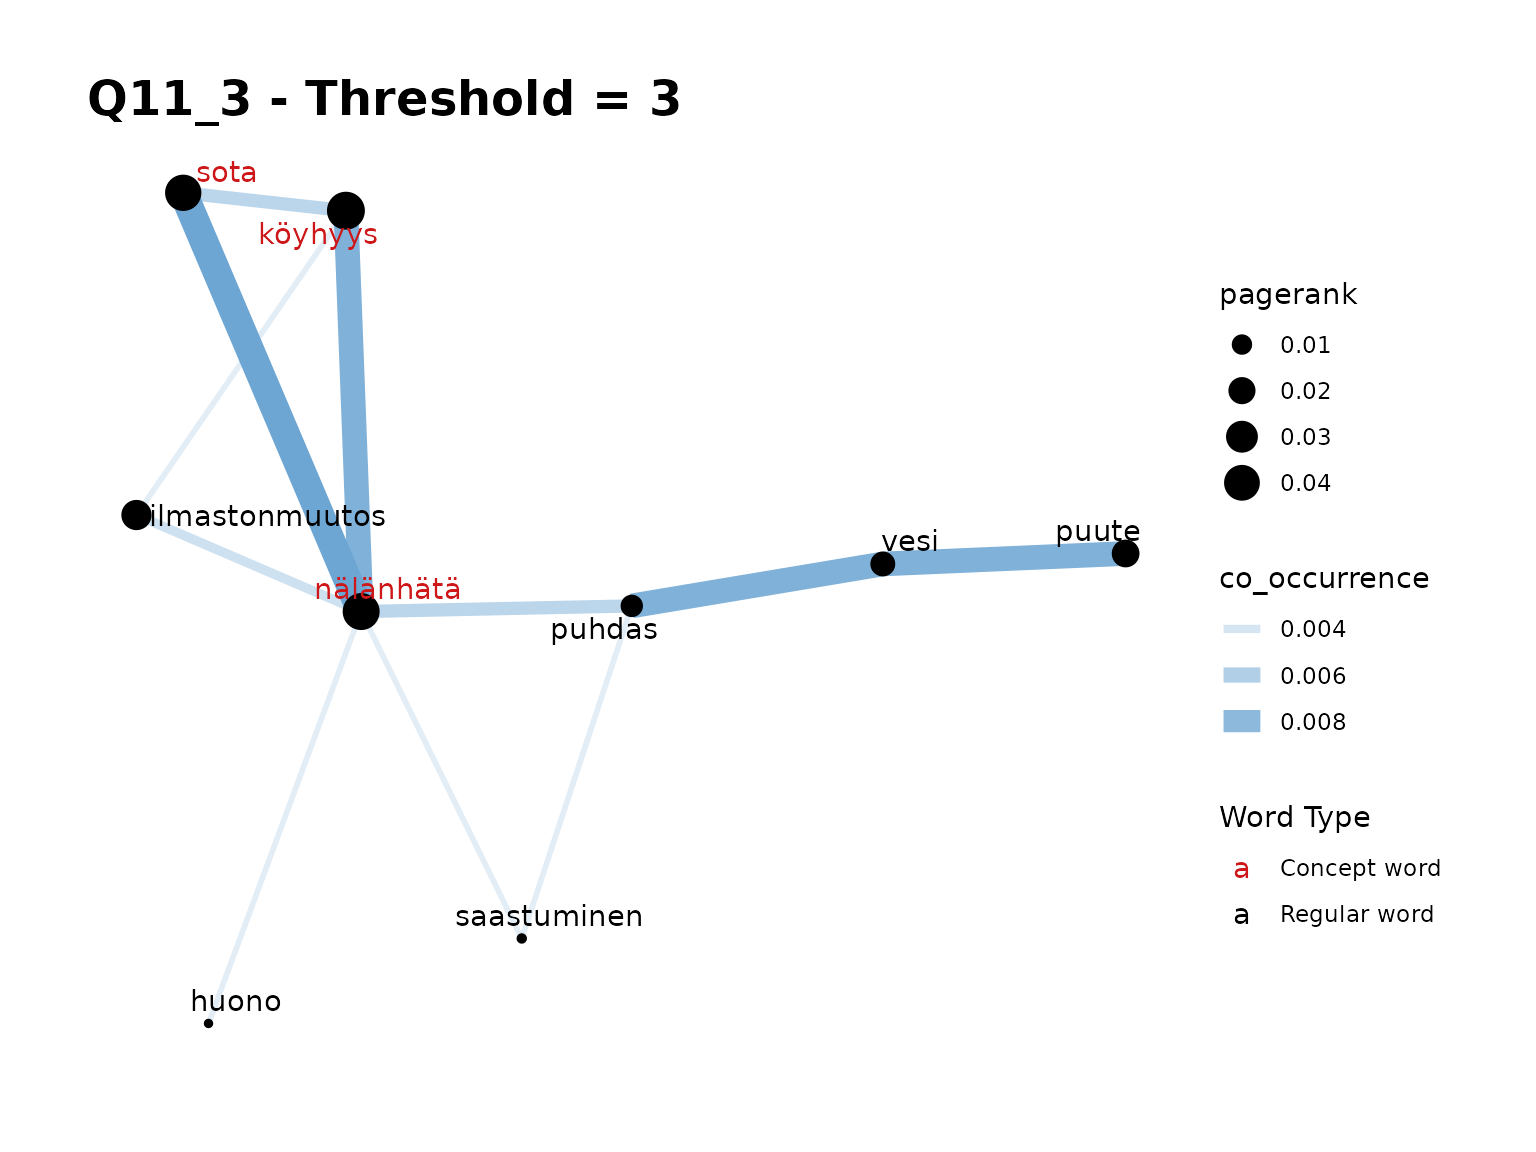 Q11_3 - Threshold = 3
sota
köyhyys
ilmastonmuutos
nälänhätä
puhdas
vesi
puute
saastuminen
huono
pagerank
0.01
0.02
0.03
0.04
co_occurrence
0.004
0.006
0.008
Word Type
a Concept word
a Regular word